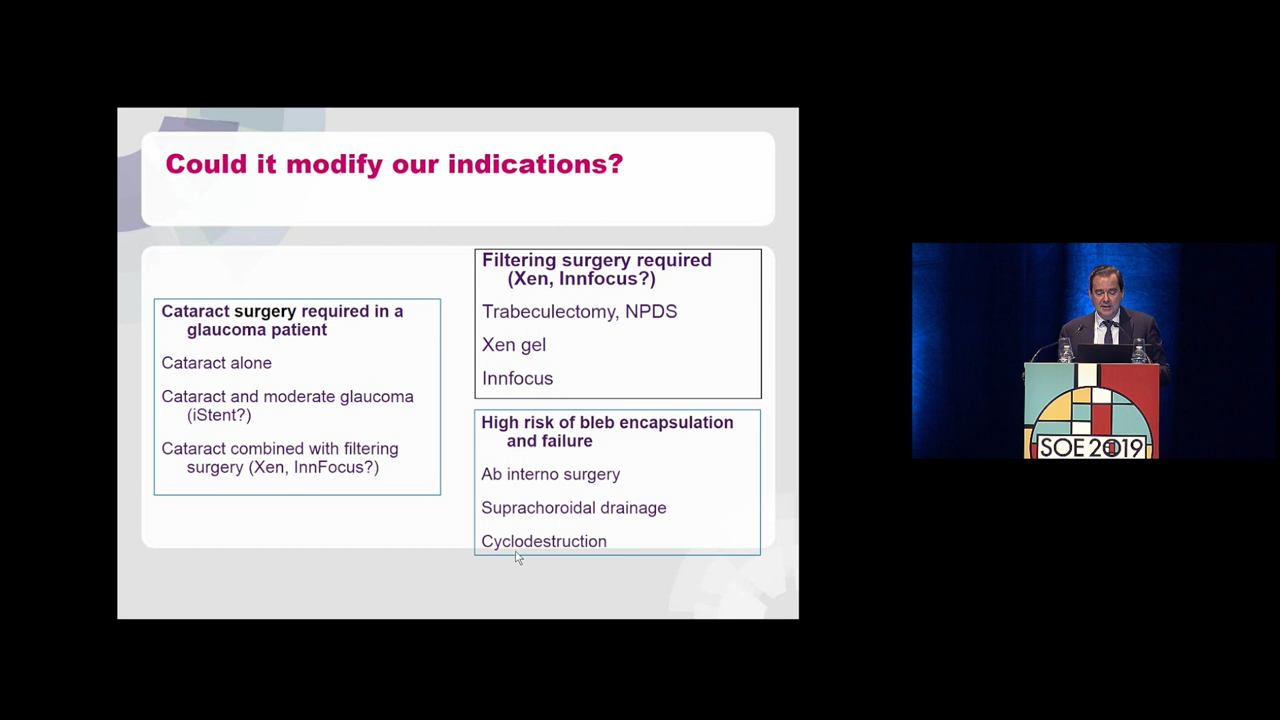 Could it modify our indications?
Cataract surgery required in a
glaucoma patient
Cataract alone
Cataract and moderate glaucoma
(iStent?)
Cataract combined with filtering
surgery (Xen, InnFocus?)
Filtering surgery required
(Xen, Innfocus?)
Trabeculectomy, NPDS
Xen gel
Innfocus
High risk of bleb encapsulation
and failure
Ab interno surgery
Suprachoroidal drainage
Cyclodestruction
SOE 2019